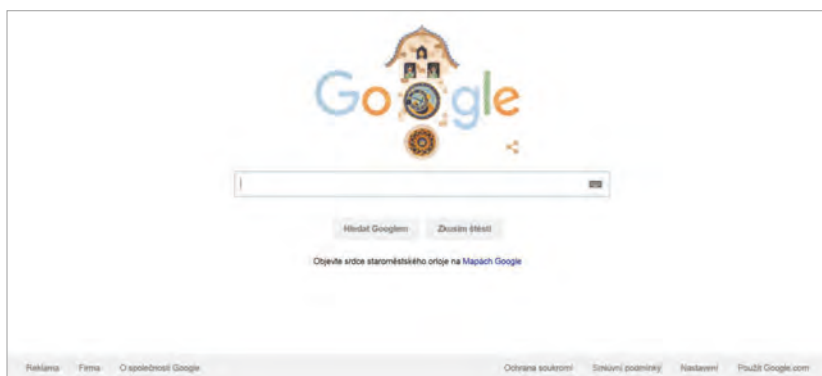 Google
Hledat Googlem
Zkusím štěstí
Objevte srdce staroměstského orloje na Mapách Google
Reklama Firma O společnosti Google Ochrana soukromí Smluvní podmínky Nastavení Použít Google.com